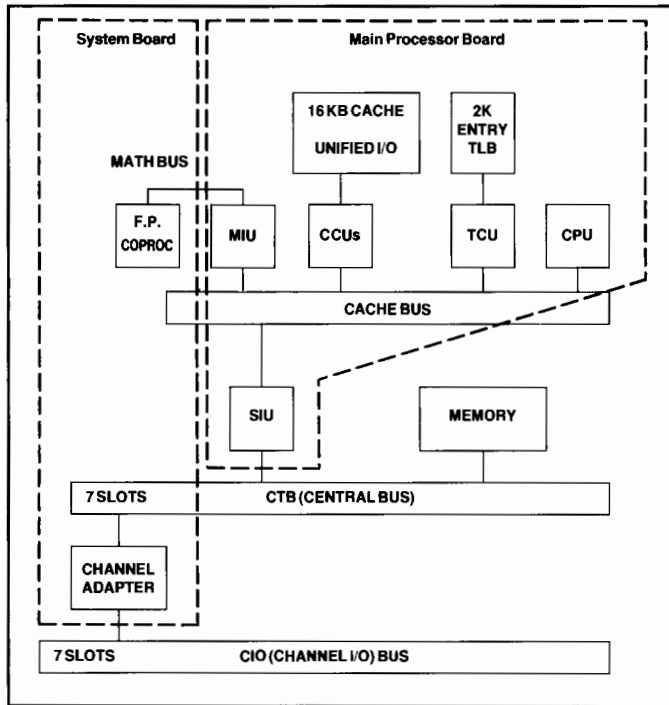 System Board
Main Processor Board
16 KB CACHE
UNIFIED I/O
2K
ENTRY
TLB
MATH BUS
F.P.
COPROC
MIU
CCUs
TCU
CPU
CACHE BUS
SIU
MEMORY
7 SLOTS
CTB (CENTRAL BUS)
CHANNEL
ADAPTER
7 SLOTS
CIO (CHANNEL I/O) BUS